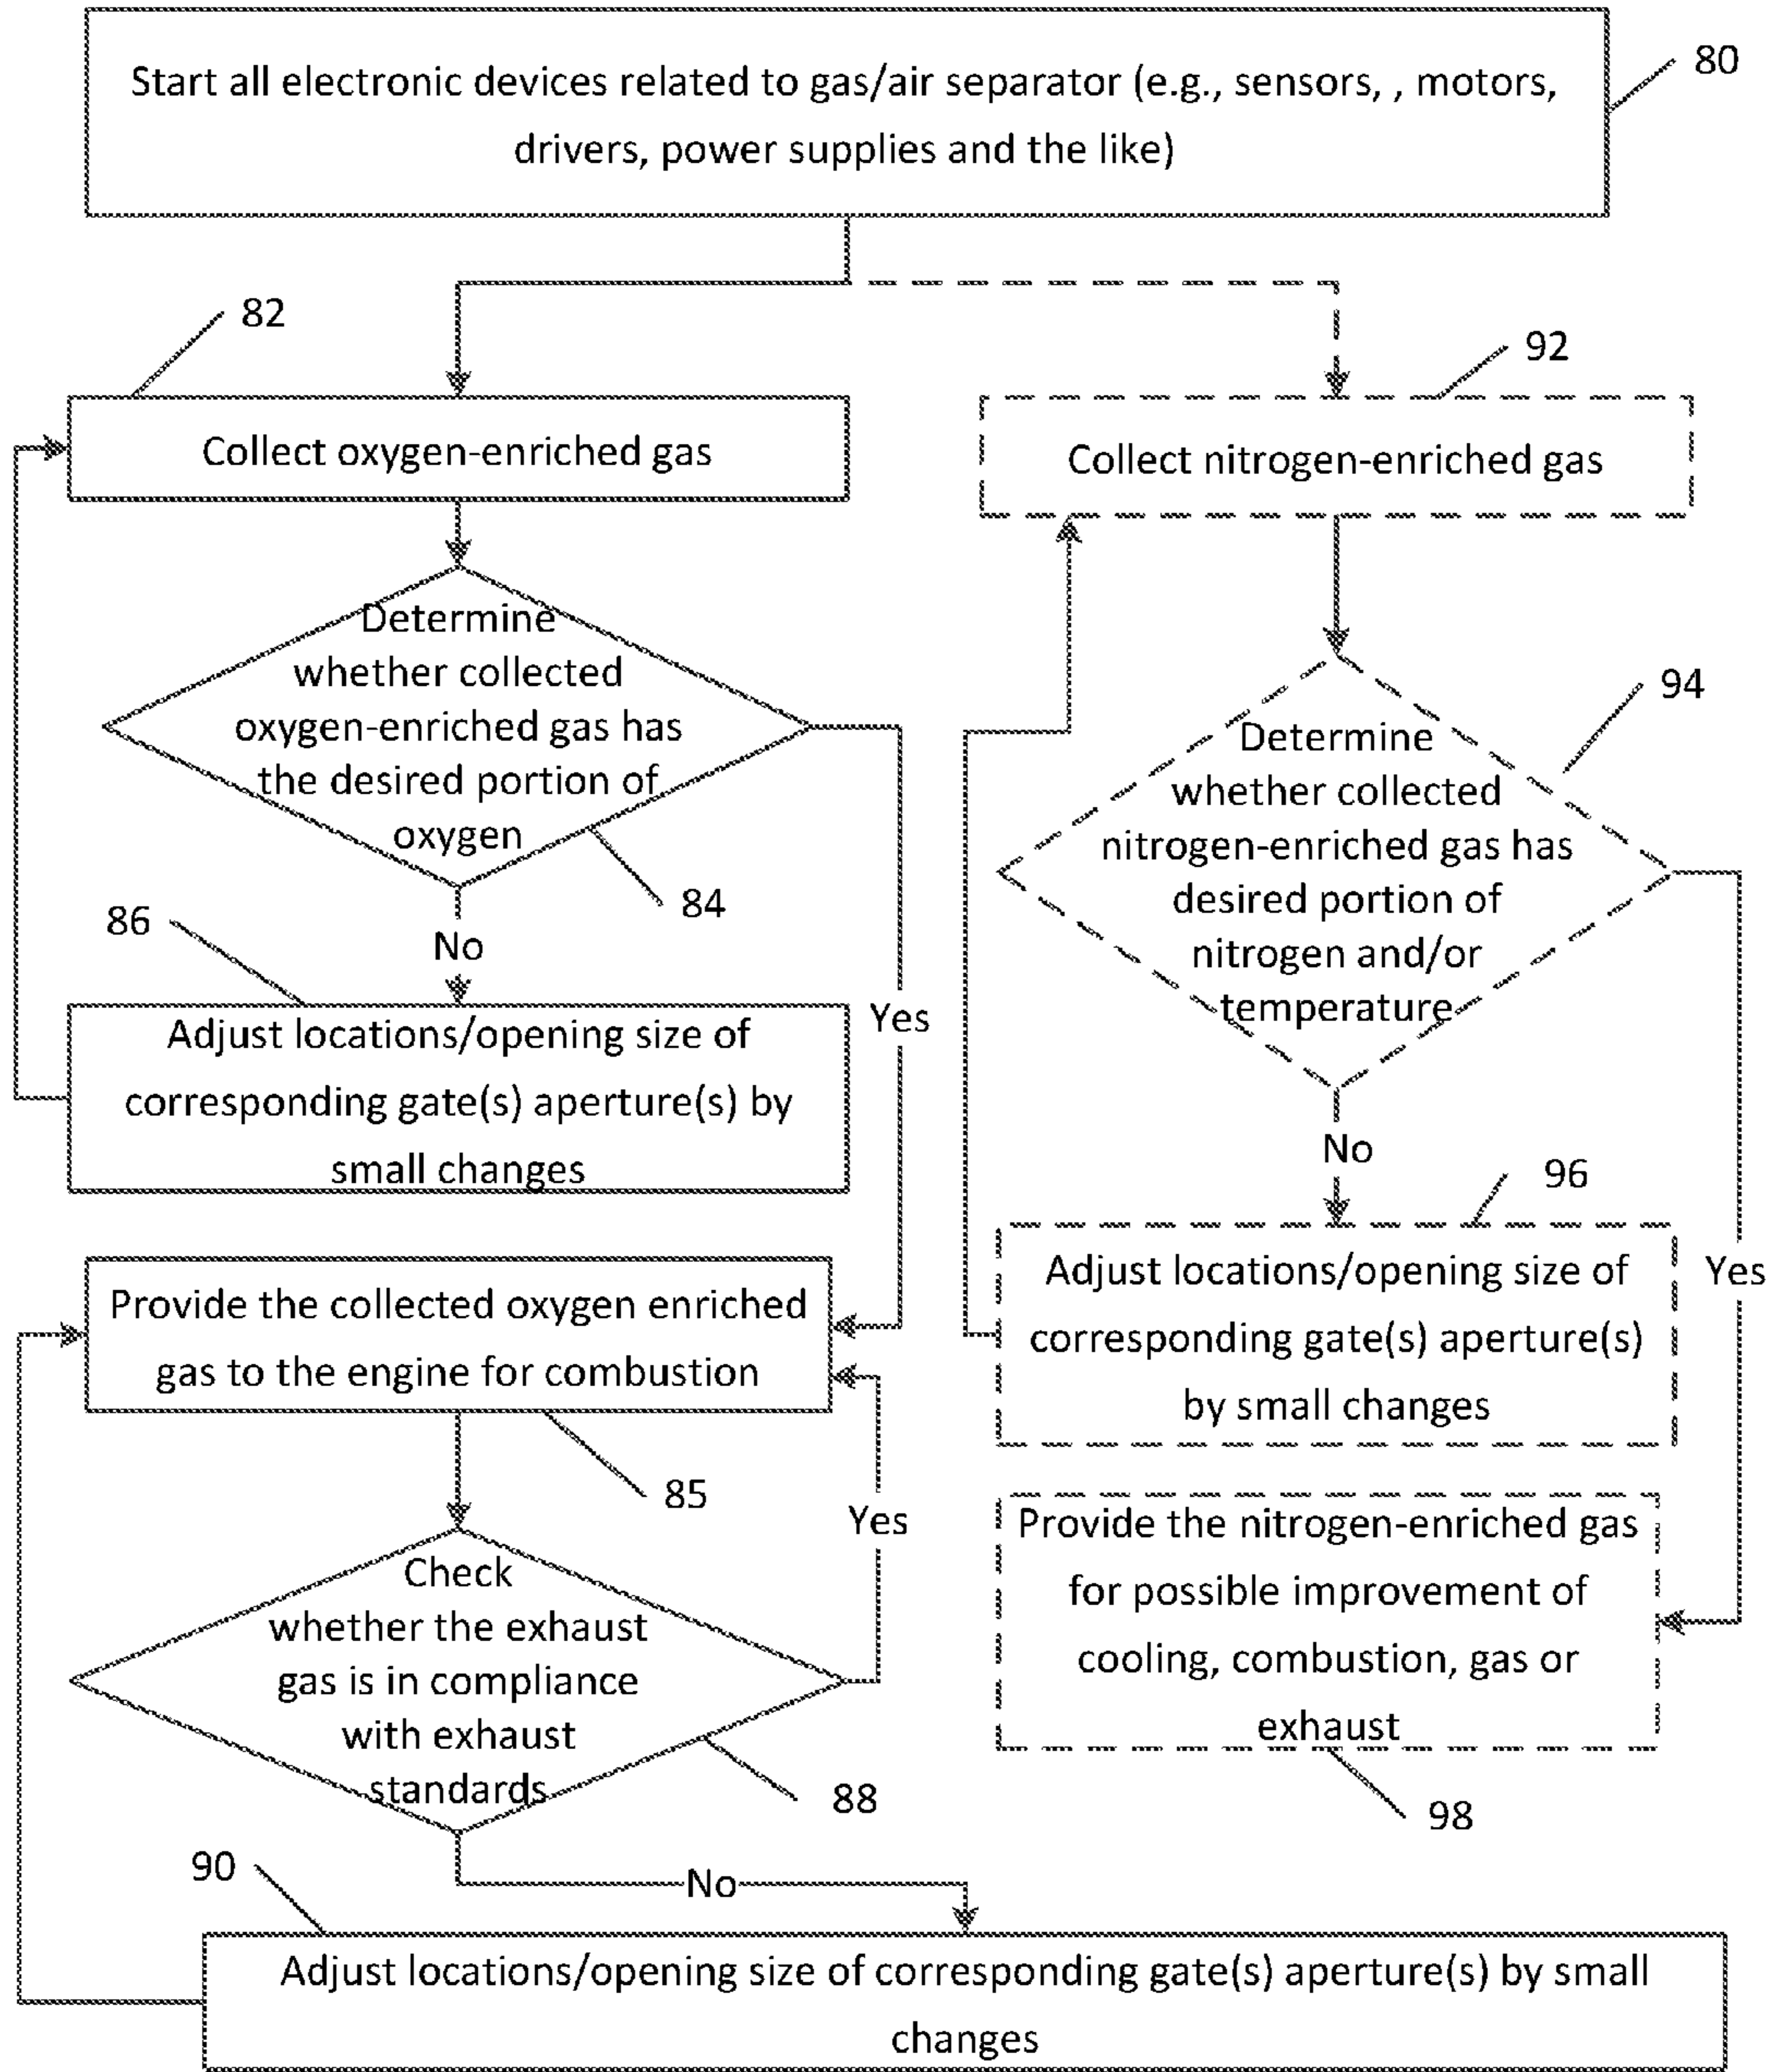 Start all electronic devices related to gas/air separator (e.g., sensors, , motors,
drivers, power supplies and the like)
80
82
Collect oxygen-enriched gas
92
Collect nitrogen-enriched gas
Determine
whether collected
oxygen-enriched gas has
the desired portion of
oxygen
84
No
Yes
86
Adjust locations/opening size of
corresponding gate(s) aperture(s) by
small changes
94
Determine
whether collected
nitrogen-enriched gas has
desired portion of
nitrogen and/or
temperature
No
Yes
96
Adjust locations/opening size of
corresponding gate(s) aperture(s)
by small changes
Provide the collected oxygen enriched
gas to the engine for combustion
85
Yes
Provide the nitrogen-enriched gas
for possible improvement of
cooling, combustion, gas or
exhaust
98
Check
whether the exhaust
gas is in compliance
with exhaust
standards
88
No
90
Adjust locations/opening size of corresponding gate(s) aperture(s) by small
changes